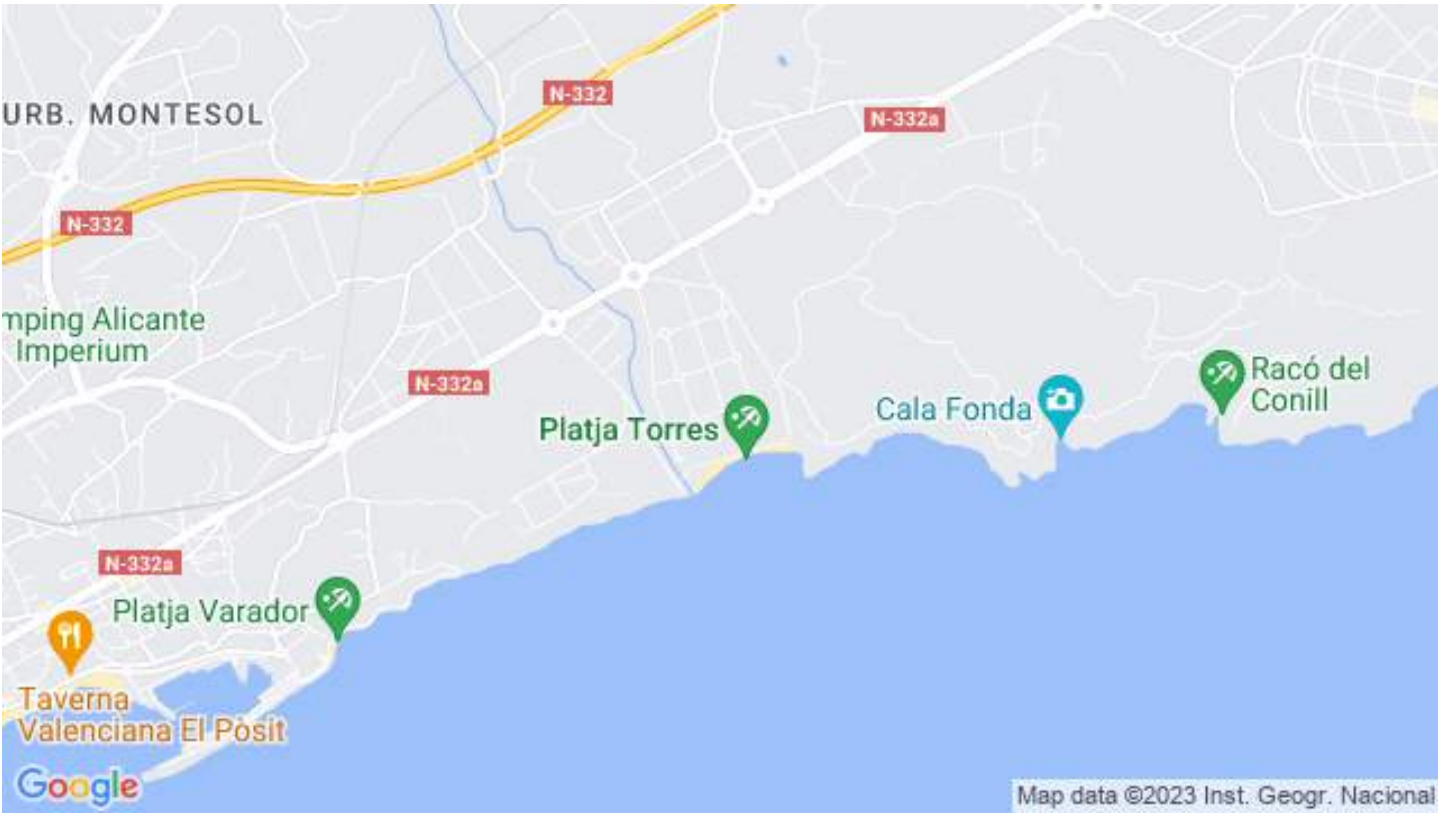 URB. MONTESOL
N-332
N-332a
N-332
mping Alicante
Imperium
N-332a
Racó del
Conill
Cala Fonda
Platja Torres
N-332a
Platja Varador
Taverna
Valenciana El Pòsit
Google
Map data ©2023 Inst. Geogr. Nacional